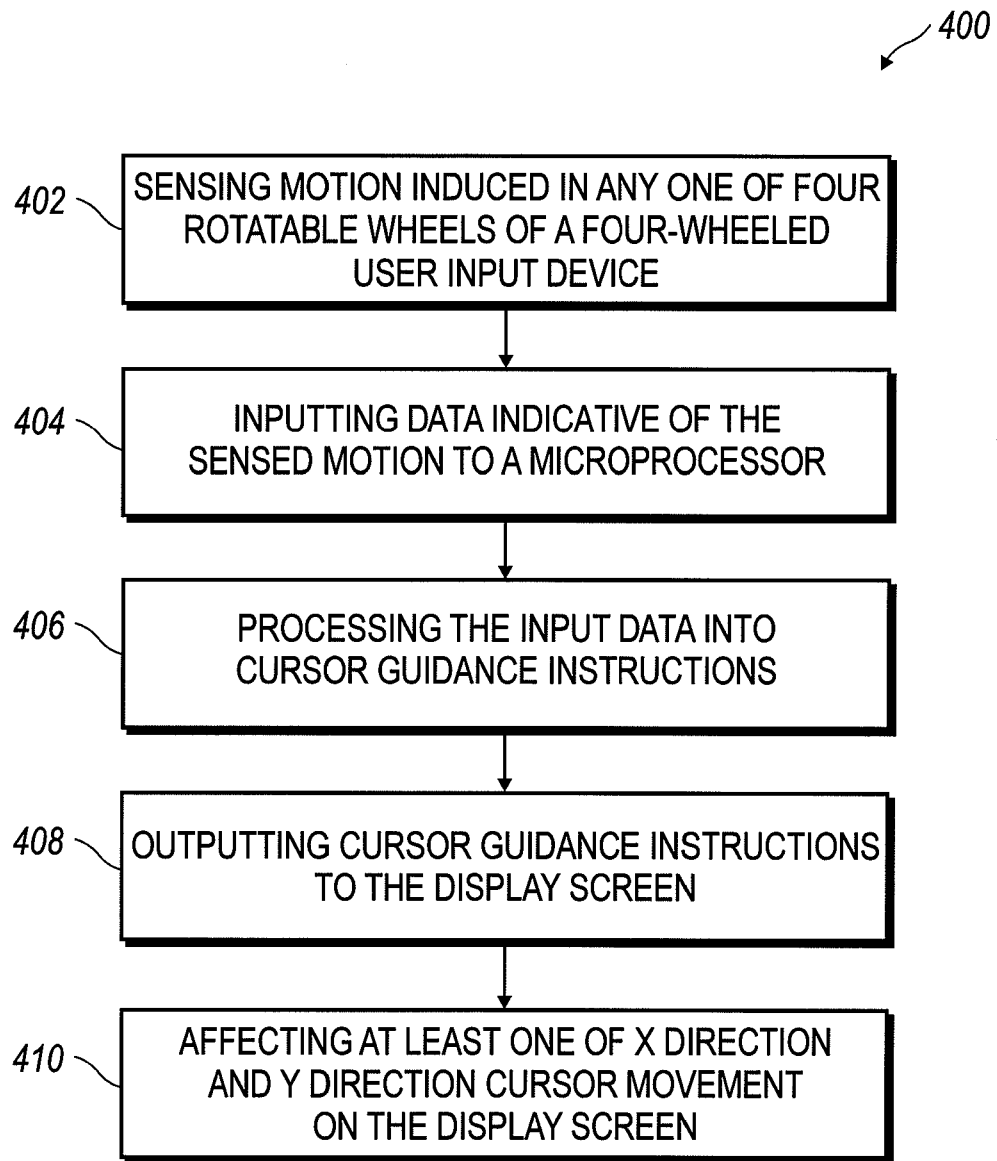 400
402
SENSING MOTION INDUCED IN ANY ONE OF FOUR
ROTATABLE WHEELS OF A FOUR-WHEELED
USER INPUT DEVICE
404
INPUTTING DATA INDICATIVE OF THE
SENSED MOTION TO A MICROPROCESSOR
406
PROCESSING THE INPUT DATA INTO
CURSOR GUIDANCE INSTRUCTIONS
408
OUTPUTTING CURSOR GUIDANCE INSTRUCTIONS
TO THE DISPLAY SCREEN
410
AFFECTING AT LEAST ONE OF X DIRECTION
AND Y DIRECTION CURSOR MOVEMENT
ON THE DISPLAY SCREEN